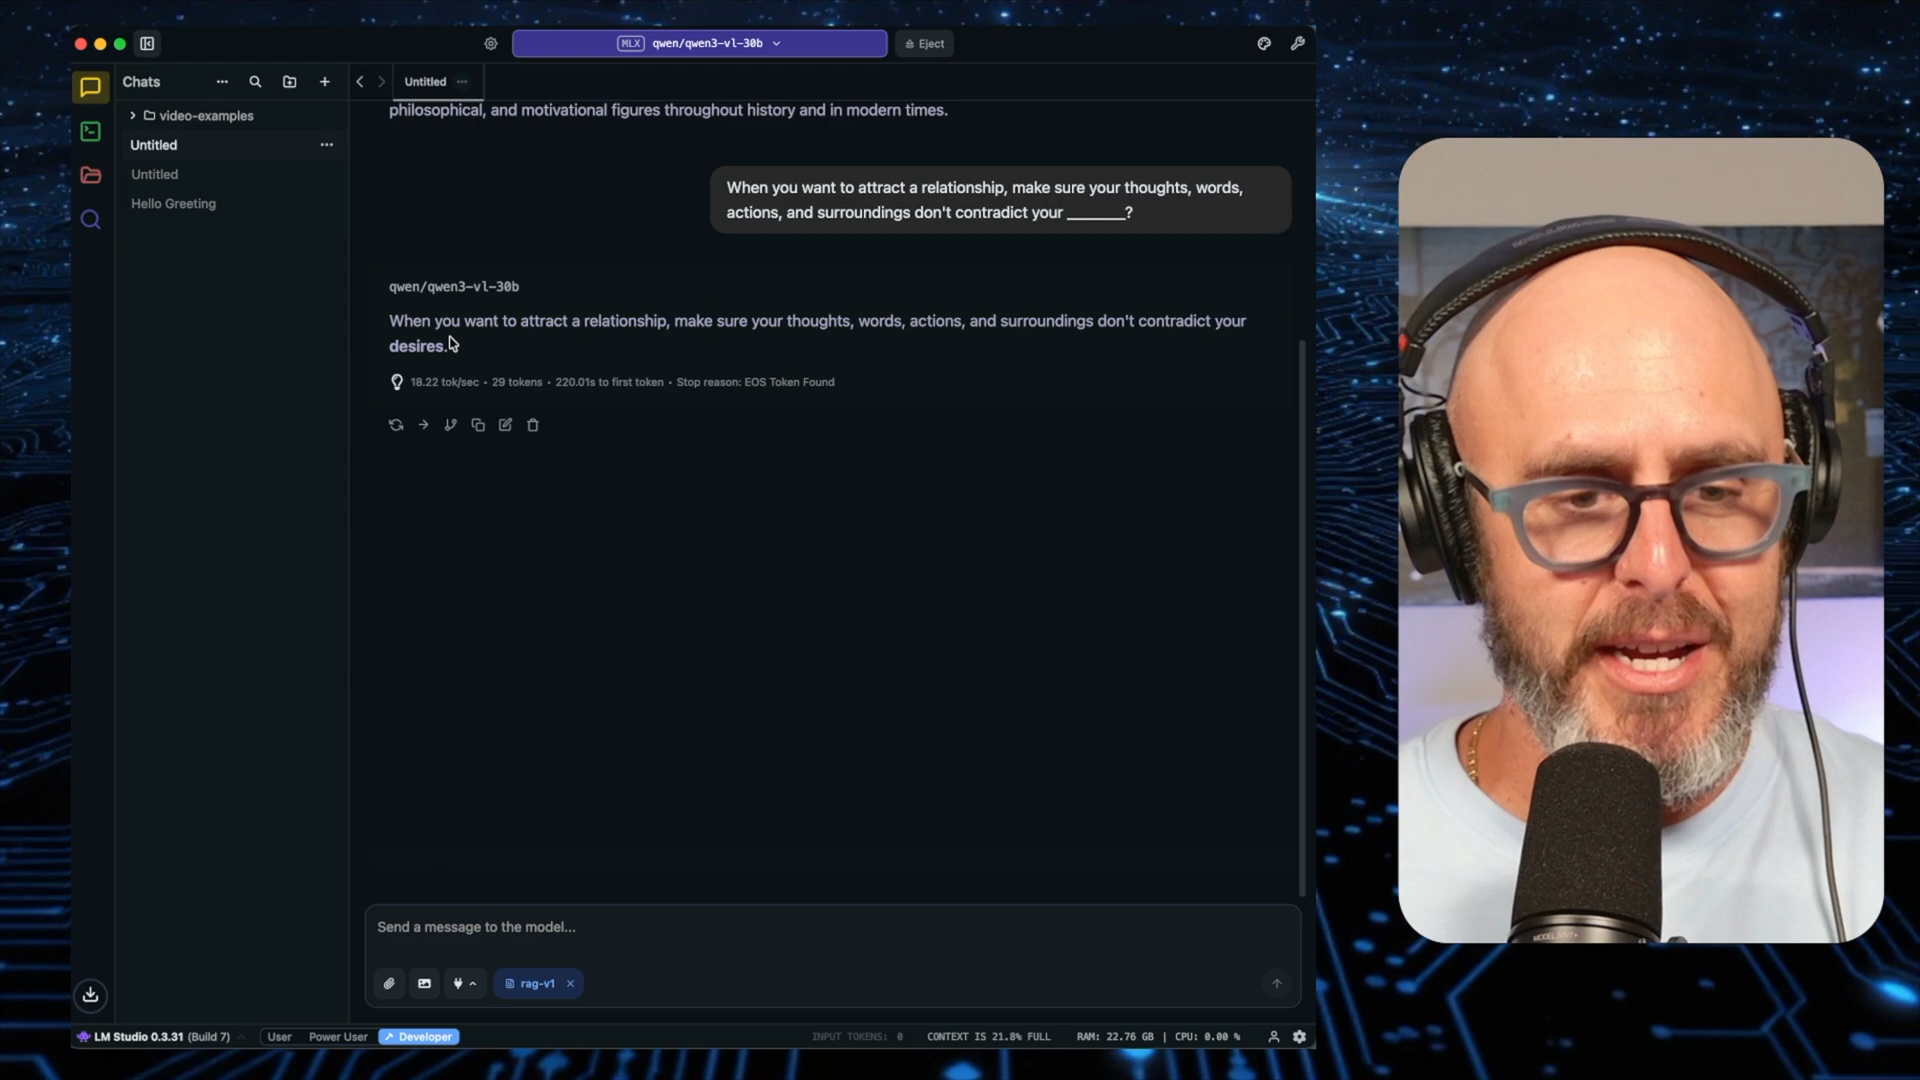 MLX qwen/qwen3-vl-30b
Eject
Chats
Untitled
video-examples
Untitled
Untitled
Hello Greeting
philosophical, and motivational figures throughout history and in modern times.
When you want to attract a relationship, make sure your thoughts, words,
actions, and surroundings don't contradict your _______?
qwen/qwen3-vl-30b
When you want to attract a relationship, make sure your thoughts, words, actions, and surroundings don't contradict your
desires.
18.22 tok/sec • 29 tokens • 220.01s to first token • Stop reason: EOS Token Found
Send a message to the model...
rag-v1
LM Studio 0.3.31 (Build 7) User Power User Developer INPUT TOKENS: 0 CONTEXT IS 21.8% FULL RAM: 22.76 GB | CPU: 0.00 %